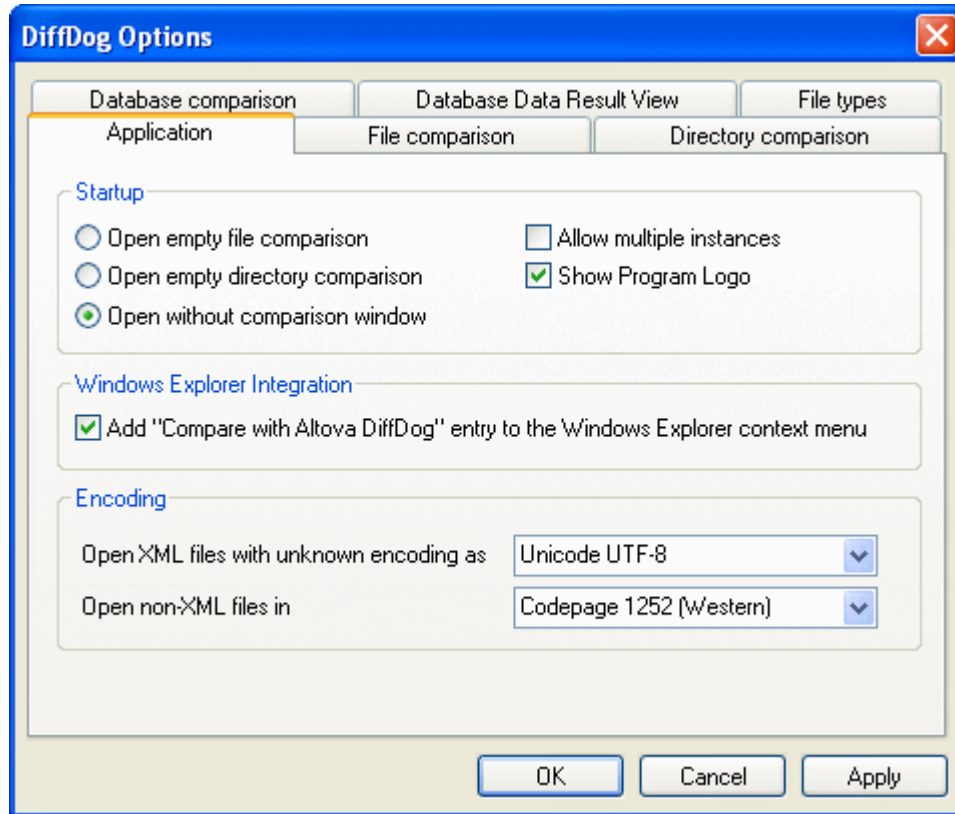 DiffDog Options
Database comparison
Database Data Result View
File types
Application
File comparison
Directory comparison
Startup
Open empty file comparison
Allow multiple instances
Open empty directory comparison
Show Program Logo
Open without comparison window
Windows Explorer Integration
Add "Compare with Altova DiffDog" entry to the Windows Explorer context menu
Encoding
Open XML files with unknown encoding as
Unicode UTF-8
Open non-XML files in
Codepage 1252 (Western)
OK
Cancel
Apply